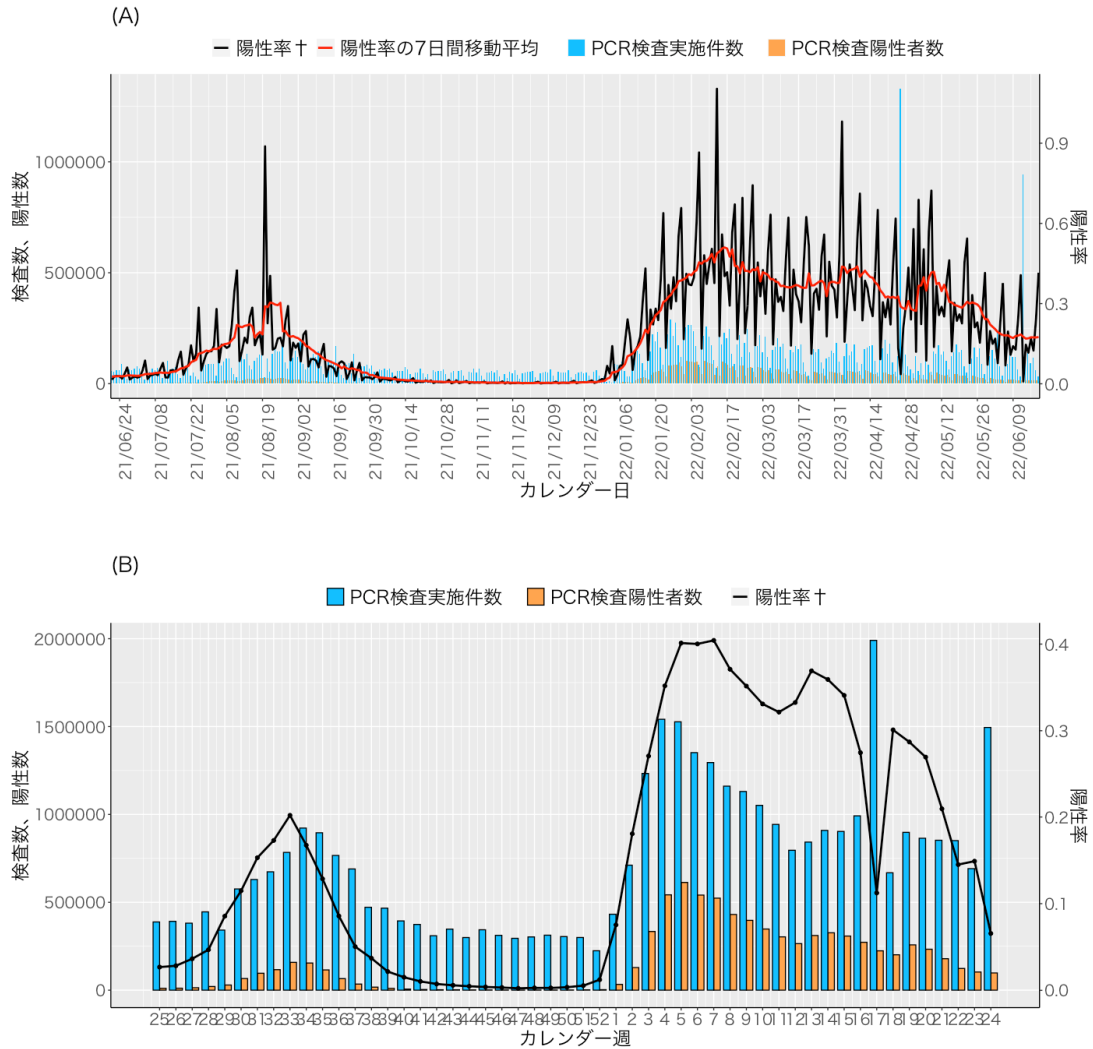 (A)
陽性率† 陽性率の7日間移動平均 PCR検査実施件数 PCR検査陽性者数
検査数、陽性数
1000000
500000
0
0.9
0.6
0.3
0.0
陽性率
21/06/24 21/07/08 21/07/22 21/08/05 21/08/19 21/09/02 21/09/16 21/09/30 21/10/14 21/10/28 21/11/11 21/11/25 21/12/09 21/12/23 22/01/06 22/01/20 22/02/03 22/02/17 22/03/03 22/03/17 22/03/31 22/04/14 22/04/28 22/05/12 22/05/26 22/06/09
カレンダー日
(B)
PCR検査実施件数 PCR検査陽性者数 陽性率†
検査数、陽性数
2000000
1500000
1000000
500000
0
0.4
0.3
0.2
0.1
0.0
陽性率
25 26 27 28 29 30 31 32 33 34 35 36 37 38 39 40 41 42 43 44 45 46 47 48 49 50 51 52 1 2 3 4 5 6 7 8 9 10 11 12 13 14 15 16 17 18 19 20 21 22 23 24
カレンダー週